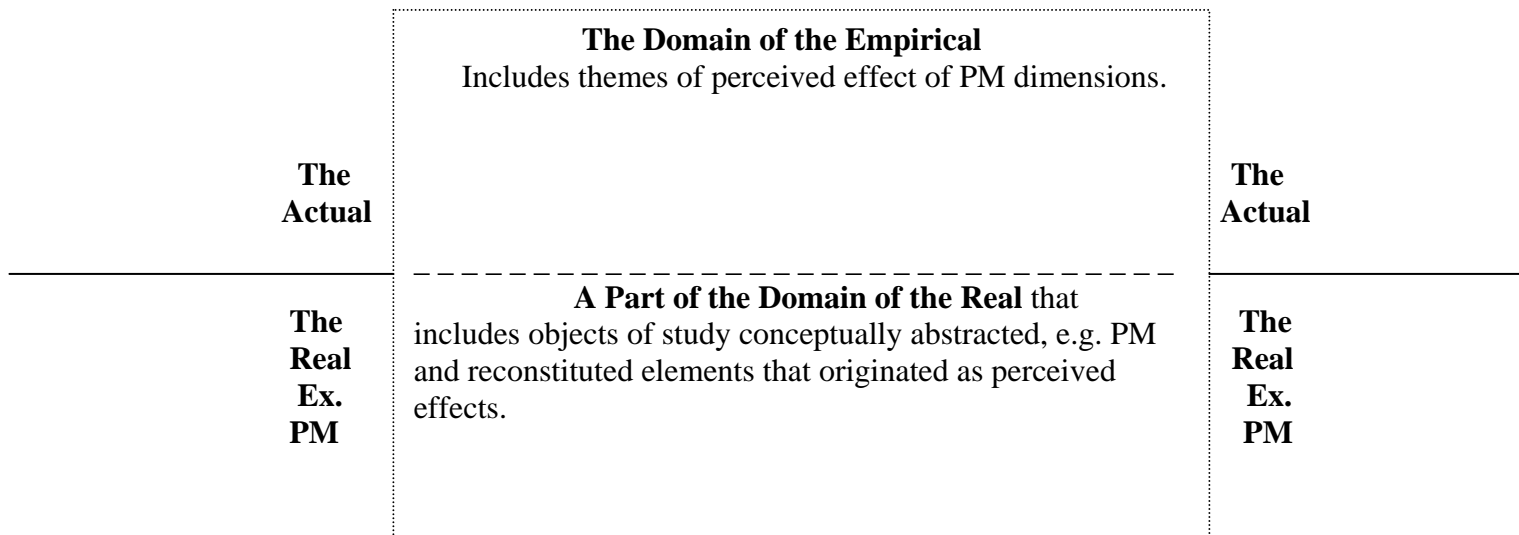 The Domain of the Empirical
Includes themes of perceived effect of PM dimensions.
The
Actual
The
Actual
A Part of the Domain of the Real that
includes objects of study conceptually abstracted, e.g. PM
and reconstituted elements that originated as perceived
effects.
The
Real
Ex.
PM
The
Real
Ex.
PM